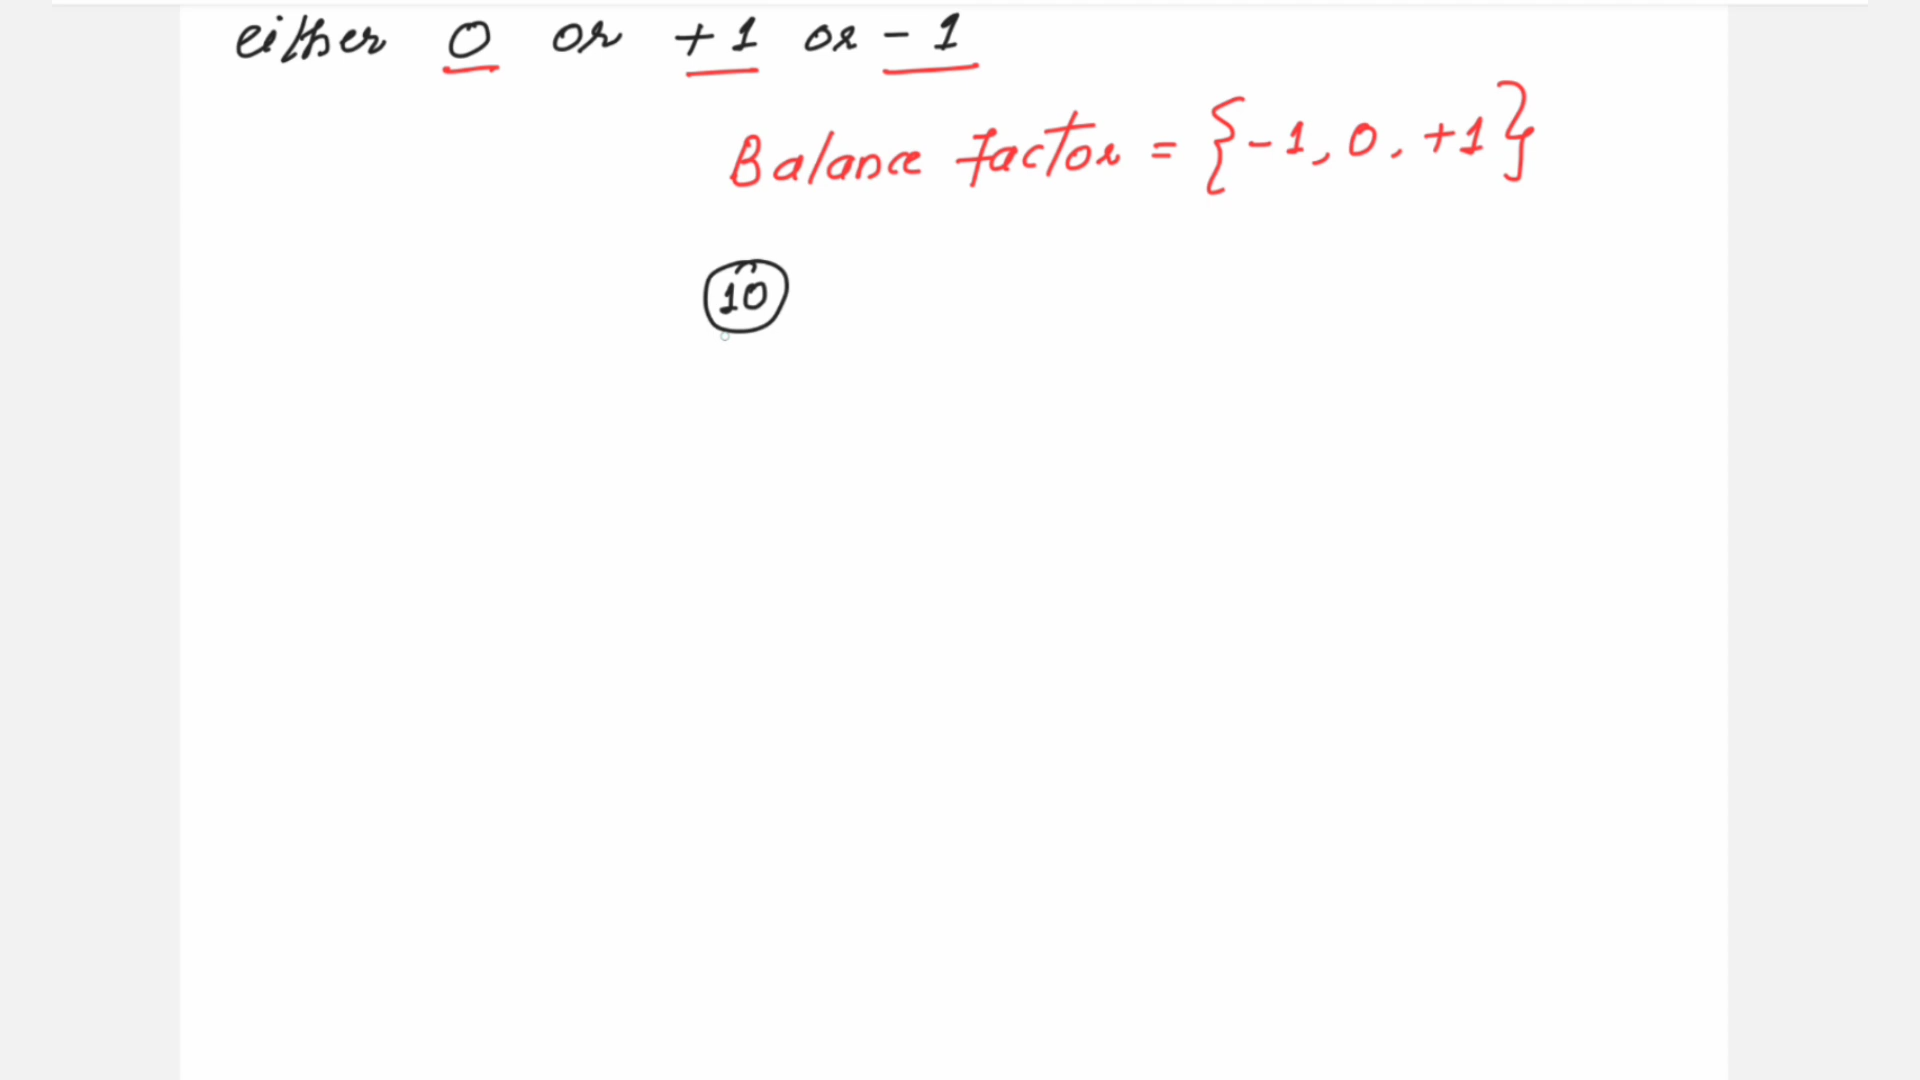 either 0 or +1 or -1
Balance factor = {-1, 0, +1}
10